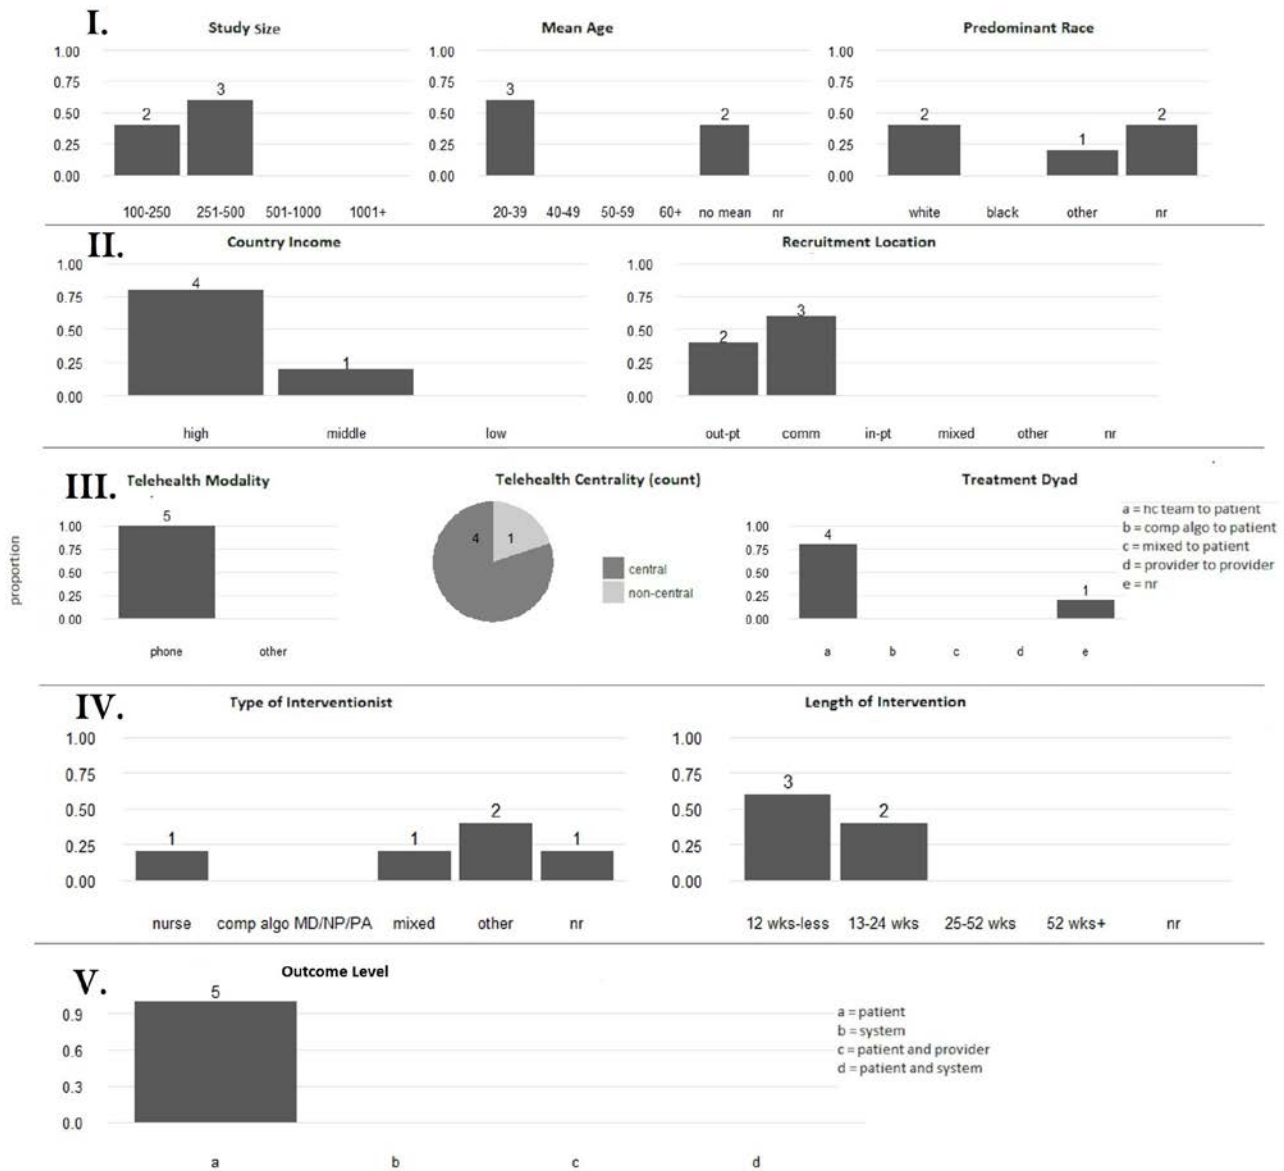 I.
Study Size
Mean Age
Predominant Race
1.00
0.75
0.50
0.25
0.00
2
3
100-250 251-500 501-1000 1001+
1.00
0.75
0.50
0.25
0.00
3
2
20-39 40-49 50-59 60+ no mean nr
1.00
0.75
0.50
0.25
0.00
2
1
2
white black other nr
II.
Country Income
Recruitment Location
1.00
0.75
0.50
0.25
0.00
4
1
high middle low
1.00
0.75
0.50
0.25
0.00
2
3
out-pt comm in-pt mixed other nr
proportion
III.
Telehealth Modality
Telehealth Centrality (count)
Treatment Dyad
1.00
0.75
0.50
0.25
0.00
5
phone other
4 1
central
non-central
1.00
0.75
0.50
0.25
0.00
4
1
a b c d e
a = hc team to patient
b = comp algo to patient
c = mixed to patient
d = provider to provider
e = nr
IV.
Type of Interventionist
Length of Intervention
1.00
0.75
0.50
0.25
0.00
1
1
2
1
nurse comp algo MD/NP/PA mixed other nr
1.00
0.75
0.50
0.25
0.00
3
2
12 wks-less 13-24 wks 25-52 wks 52 wks+ nr
V.
Outcome Level
0.9
0.6
0.3
0.0
5
a b c d
a = patient
b = system
c = patient and provider
d = patient and system